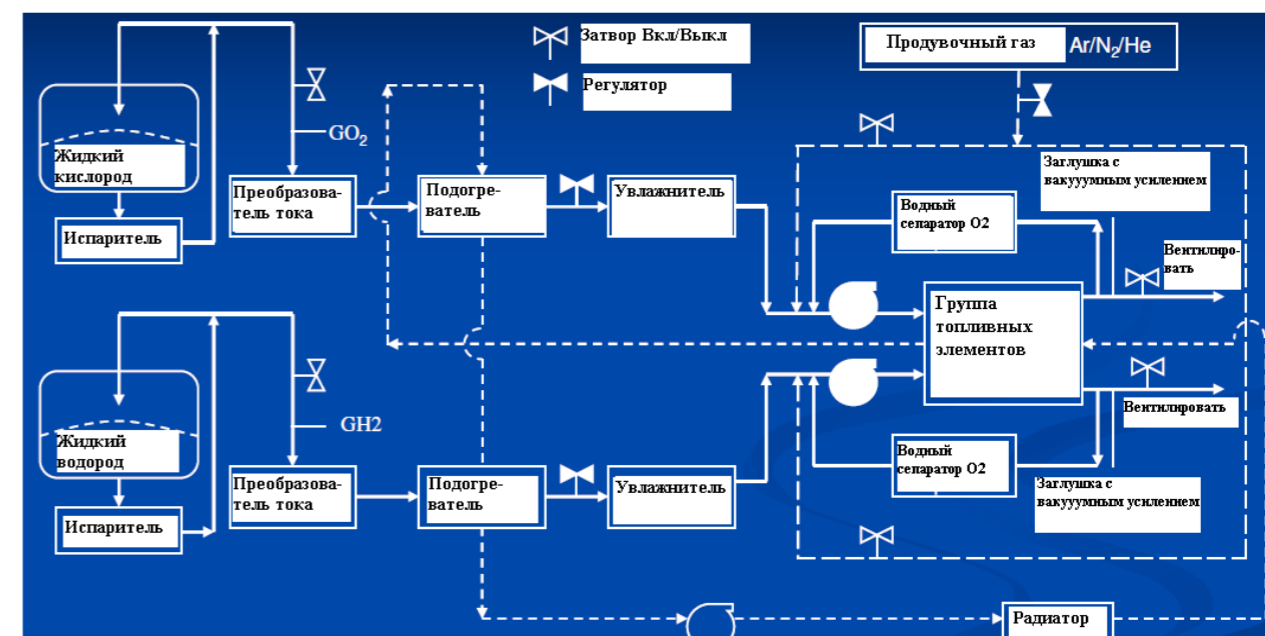 Затвор Вкл/Выкл
Регулятор
Продувочный газ
Ar/N₂/He
GO₂
Жидкий
кислород
Испаритель
Преобразова-
тель тока
Подогре-
ватель
Увлажнитель
Водный
сепаратор О2
Заглушка с
вакууумным усилением
Вентилиро-
вать
Группа
топливных
элементов
Жидкий
водород
Испаритель
GH2
Преобразова-
тель тока
Подогре-
ватель
Увлажнитель
Водный
сепаратор О2
Вентилировать
Заглушка с
вакууумным усилением
Радиатор